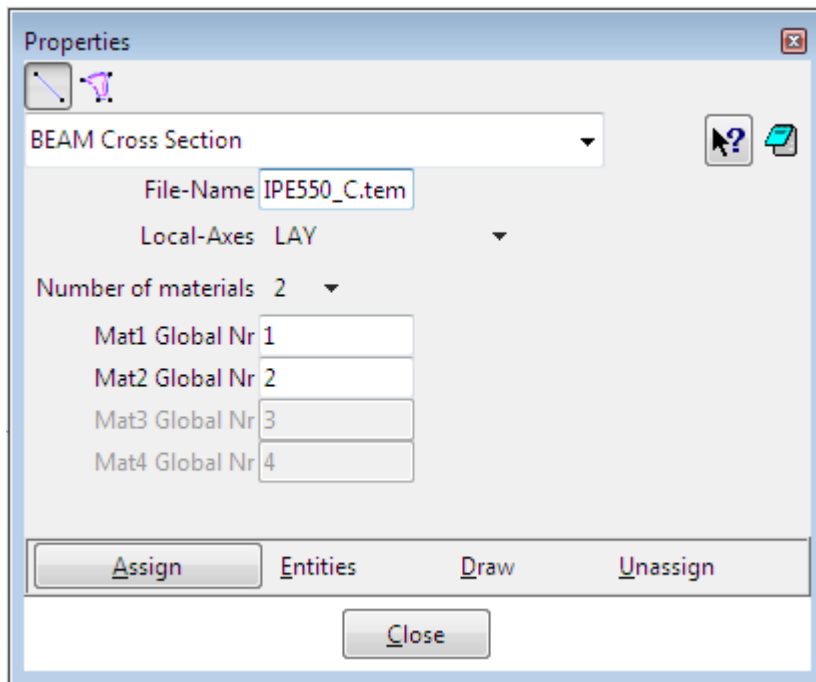 Properties
BEAM Cross Section
File-Name IPE550_C.tem
Local-Axes LAY
Number of materials 2
Mat1 Global Nr 1
Mat2 Global Nr 2
Mat3 Global Nr 3
Mat4 Global Nr 4
Assign Entities Draw Unassign
Close